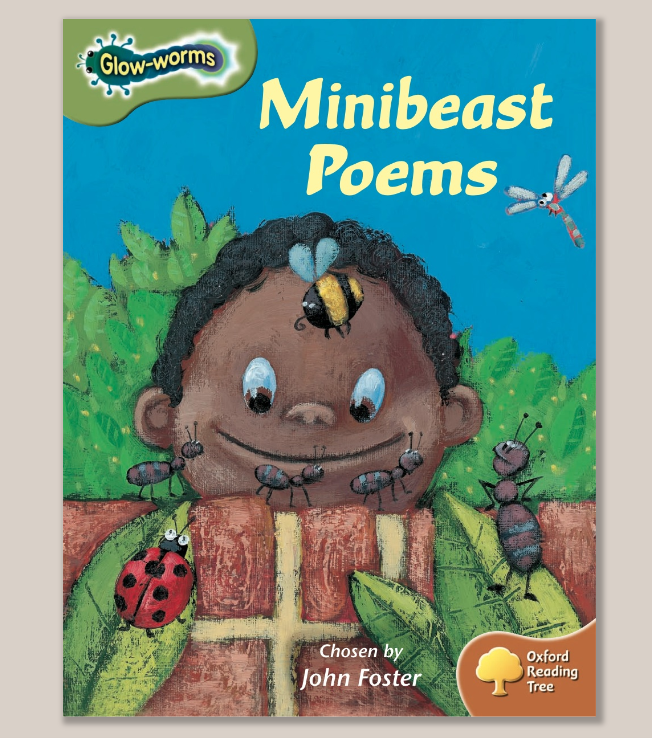 Glow-worms
Minibeast
Poems
Chosen by
John Foster
Oxford
Reading
Tree